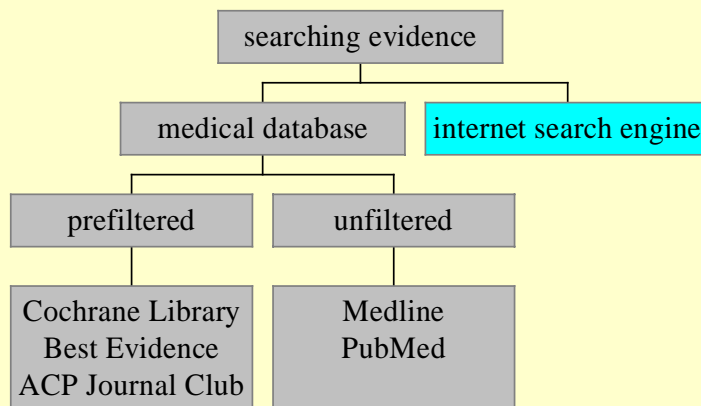 searching evidence
medical database
internet search engine
prefiltered
unfiltered
Cochrane Library
Best Evidence
ACP Journal Club
Medline
PubMed